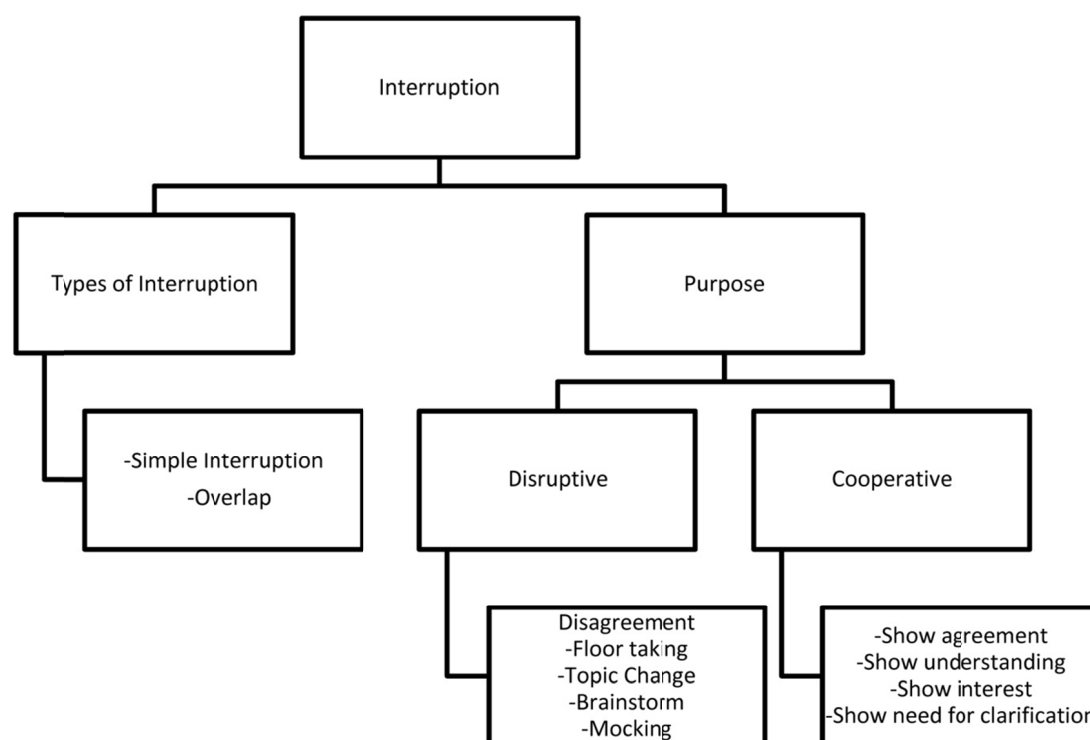 Interruption
Types of Interruption
Purpose
-Simple Interruption
-Overlap
Disruptive
Cooperative
Disagreement
-Floor taking
-Topic Change
-Brainstorm
-Mocking
-Show agreement
-Show understanding
-Show interest
-Show need for clarification